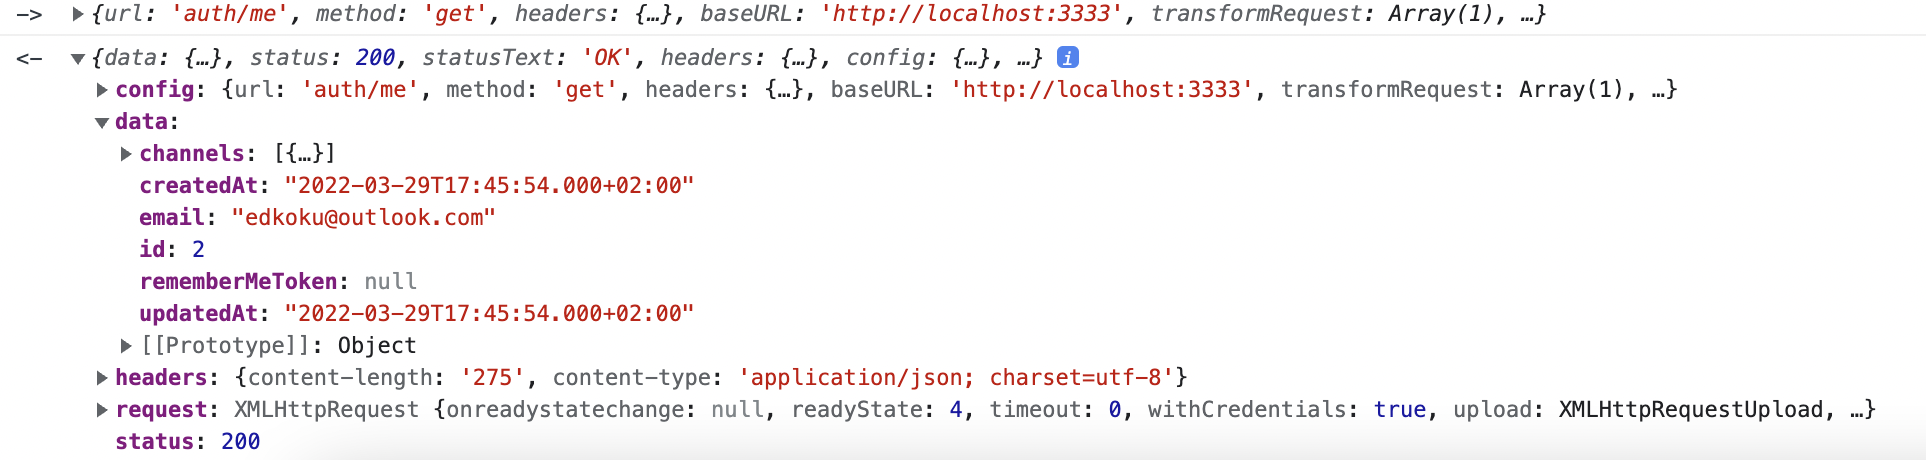 —> ▶{url: 'auth/me', method: 'get', headers: {…}, baseURL: 'http://localhost:3333', transformRequest: Array(1), …}
<— ▼{data: {…}, status: 200, statusText: 'OK', headers: {…}, config: {…}, …} i
▶config: {url: 'auth/me', method: 'get', headers: {…}, baseURL: 'http://localhost:3333', transformRequest: Array(1), …}
▼data:
▶channels: [{…}]
createdAt: "2022-03-29T17:45:54.000+02:00"
email: "edkoku@outlook.com"
id: 2
rememberMeToken: null
updatedAt: "2022-03-29T17:45:54.000+02:00"
▶[[Prototype]]: Object
▶headers: {content-length: '275', content-type: 'application/json; charset=utf-8'}
▶request: XMLHttpRequest {onreadystatechange: null, readyState: 4, timeout: 0, withCredentials: true, upload: XMLHttpRequestUpload, …}
status: 200